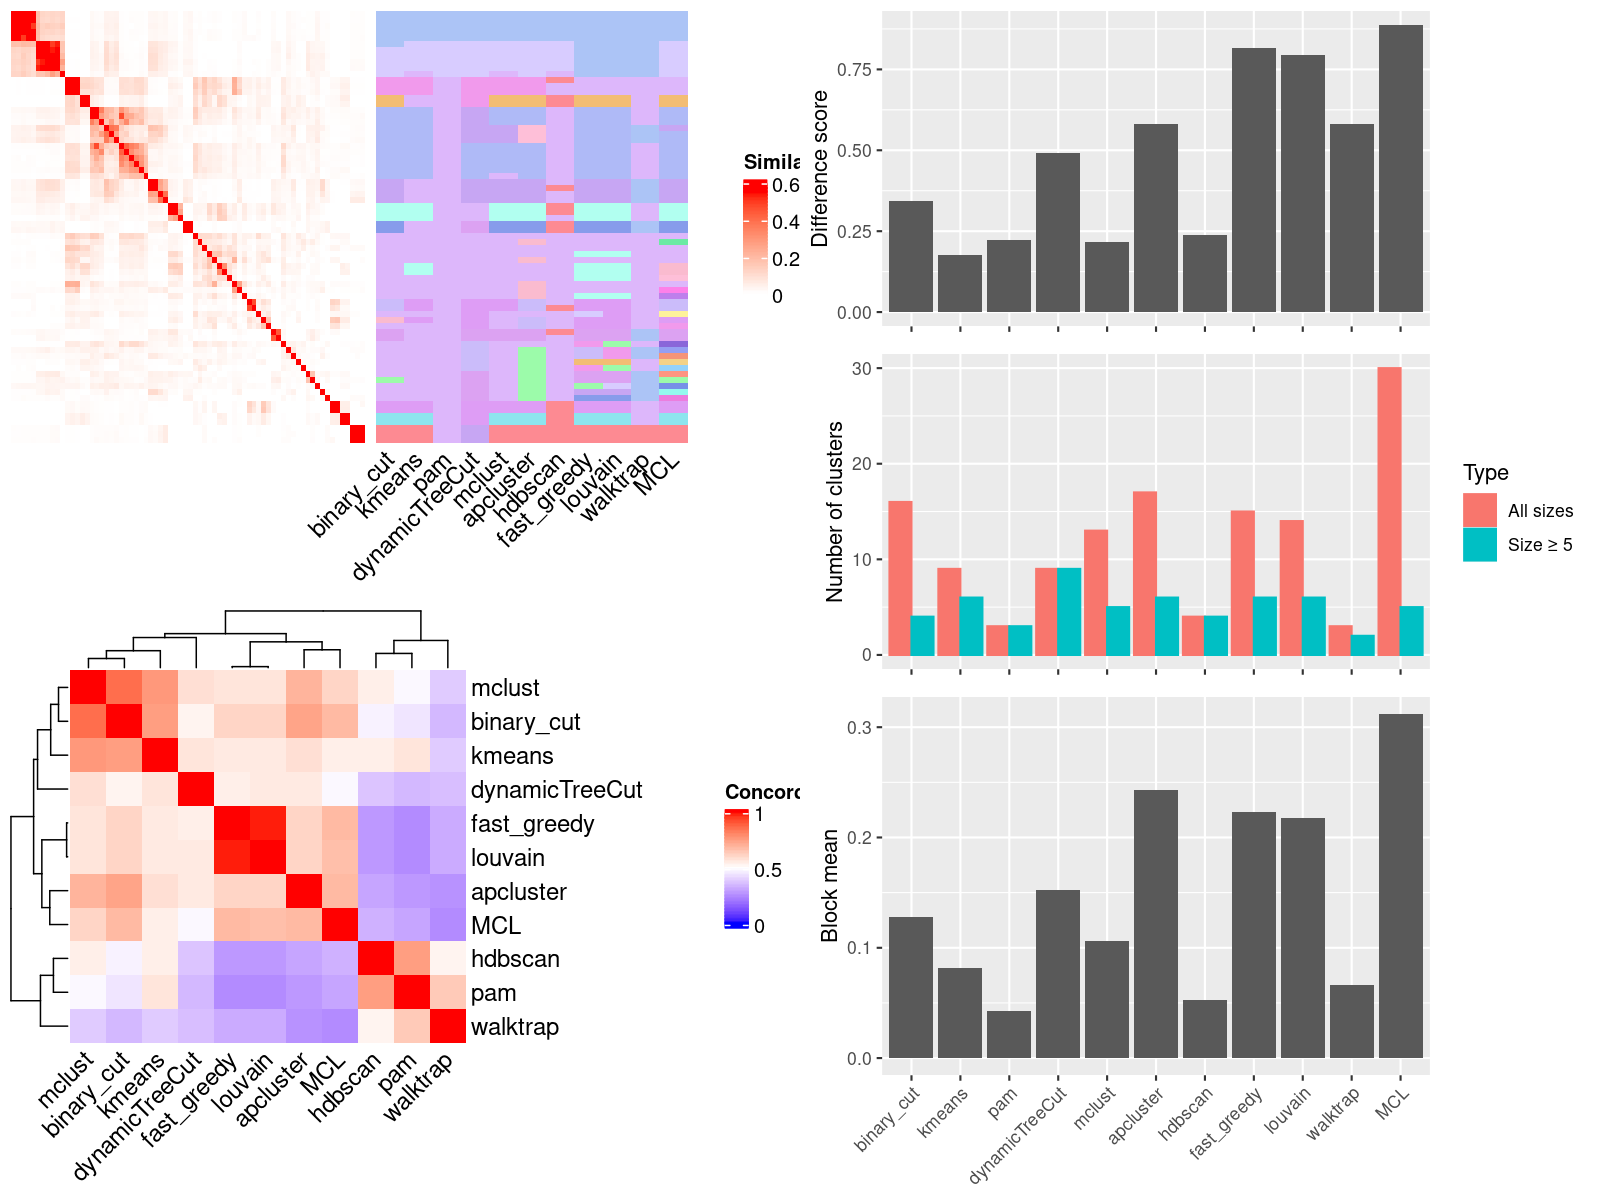 Simila
0.6
0.4
0.2
0
binary_cut
kmeans
pam
dynamicTreeCut
mclust
apcluster
hdbscan
fast_greedy
louvain
walktrap
MCL
mclust
binary_cut
kmeans
dynamicTreeCut
fast_greedy
louvain
apcluster
MCL
hdbscan
pam
walktrap
mclust
binary_cut
kmeans
dynamicTreeCut
fast_greedy
louvain
apcluster
MCL
hdbscan
pam
walktrap
Concord
1
0.5
0
Difference score
0.75
0.50
0.25
0.00
Number of clusters
30
20
10
0
Type
All sizes
Size ≥ 5
Block mean
0.3
0.2
0.1
0.0
binary_cut
kmeans
pam
dynamicTreeCut
mclust
apcluster
hdbscan
fast_greedy
louvain
walktrap
MCL